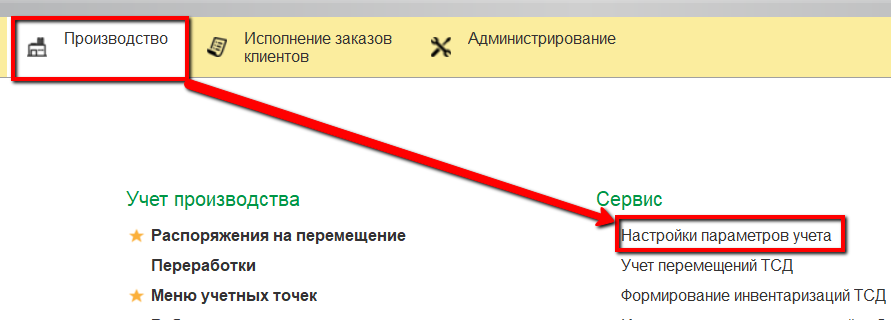 Производство
Исполнение заказов
клиентов
Администрирование
Учет производства
Распоряжения на перемещение
Переработки
Меню учетных точек
Сервис
Настройки параметров учета
Учет перемещений ТСД
Формирование инвентаризаций ТСД